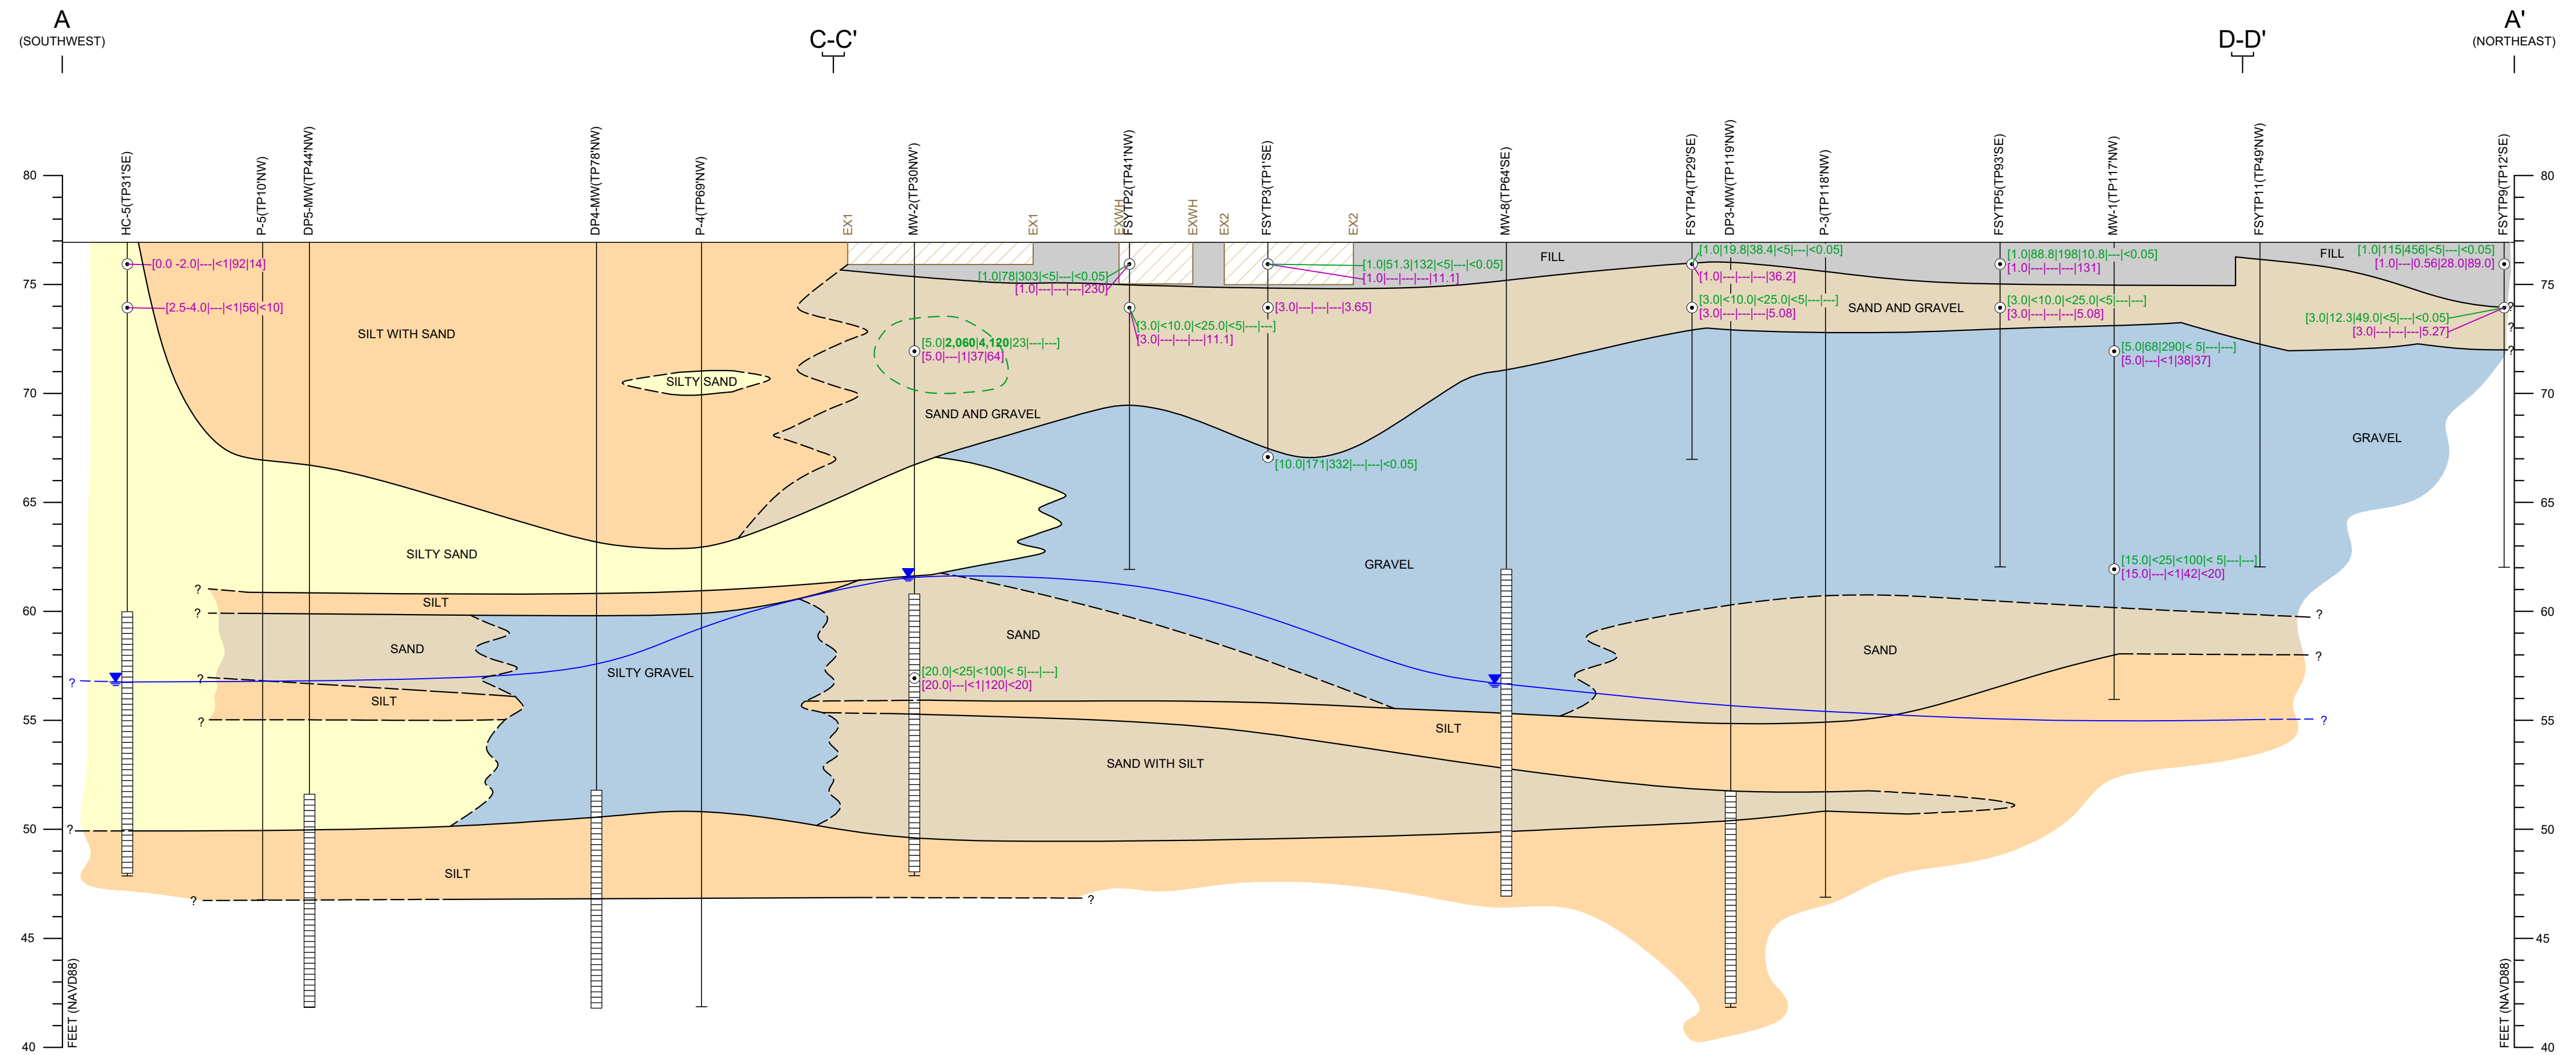 A
(SOUTHWEST)
C-C'
D-D'
A'
(NORTHEAST)
HC-5(TP31'SE)
P-5(TP10'NW)
DP5-MW(TP44'NW)
DP4-MW(TP78'NW)
P-4(TP69'NW)
EX1
MW-2(TP30NW')
EX1
EXWH
FSYTP2(TP41'NW)
EXWH
EX2
FSYTP3(TP1'SE)
EX2
MW-8(TP64'SE)
FSYTP4(TP29'SE)
DP3-MW(TP119'NW)
P-3(TP118'NW)
FSYTP5(TP93'SE)
MW-1(TP117'NW)
FSYTP11(TP49'NW)
FSYTP9(TP12'SE)
80
75
70
65
60
55
50
45
40
FEET (NAVD88)
80
75
70
65
60
55
50
45
40
FEET (NAVD88)
[0.0 -2.0|---|<1|92|14]
[2.5-4.0|---|<1|56|<10]
[1.0|78|303|<5|---|<0.05]
[1.0|---|---|---|230]
[3.0|<10.0|<25.0|<5|---|---]
[3.0|---|---|---|11.1]
[5.0|2,060|4,120|23|---|---]
[5.0|---|1|37|64]
[1.0|51.3|132|<5|---|<0.05]
[1.0|---|---|---|11.1]
[3.0|---|---|---|3.65]
[10.0|171|332|---|---|<0.05]
[1.0|19.8|38.4|<5|---|<0.05]
[1.0|---|---|---|36.2]
[3.0|<10.0|<25.0|<5|---|---]
[3.0|---|---|---|5.08]
[1.0|88.8|198|10.8|---|<0.05]
[1.0|---|---|---|131]
[3.0|<10.0|<25.0|<5|---|---]
[3.0|---|---|---|5.08]
[5.0|68|290|< 5|---|---]
[5.0|---|<1|38|37]
[15.0|<25|<100|< 5|---|---]
[15.0|---|<1|42|<20]
[1.0|115|456|<5|---|<0.05]
[1.0|---|0.56|28.0|89.0]
[3.0|12.3|49.0|<5|---|<0.05]
[3.0|---|---|---|5.27]
[20.0|<25|<100|< 5|---|---]
[20.0|---|<1|120|<20]
FILL
FILL
SILT WITH SAND
SILTY SAND
SAND AND GRAVEL
SAND AND GRAVEL
GRAVEL
SILTY SAND
GRAVEL
SILT
SAND
SILTY GRAVEL
SAND
SAND
SILT
SILT
SAND WITH SILT
SILT
?
?
?
?
?
?
?
?
?
?
?
?
?
?